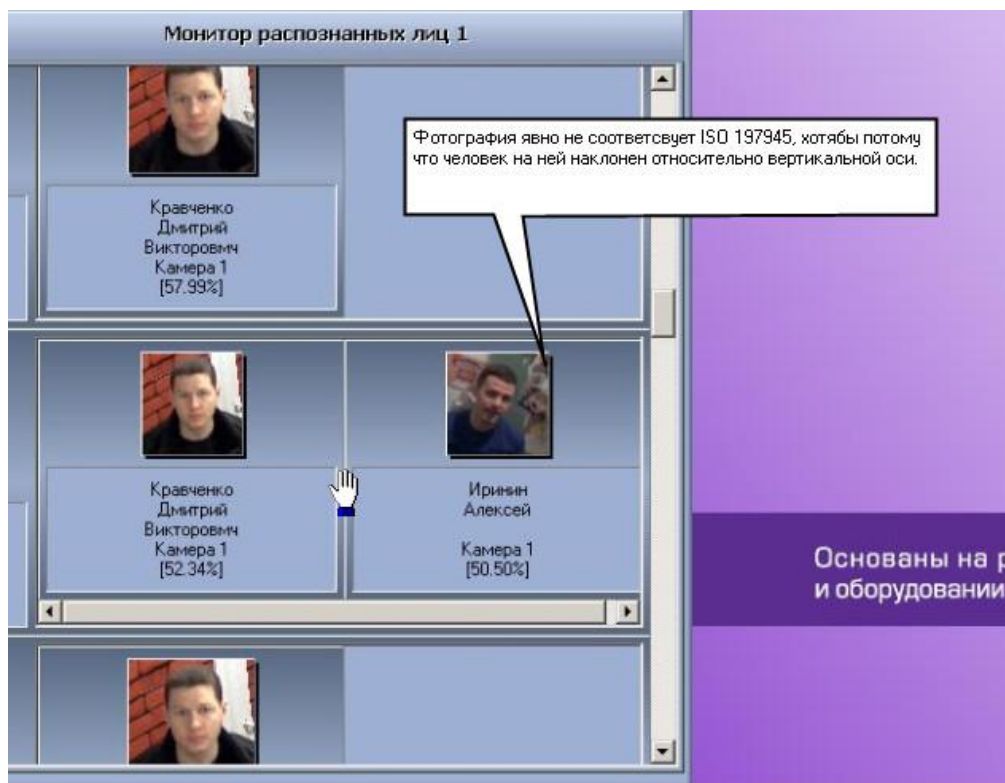 Монитор распознанных лиц 1
Фотография явно не соответсвует ISO 197945, хотябы потому
что человек на ней наклонен относительно вертикальной оси.
Кравченко
Дмитрий
Викторовмч
Камера 1
[57.99%]
Кравченко
Дмитрий
Викторовмч
Камера 1
[52.34%]
Иринин
Алексей
Камера 1
[50.50%]
Основаны на р
и оборудовании